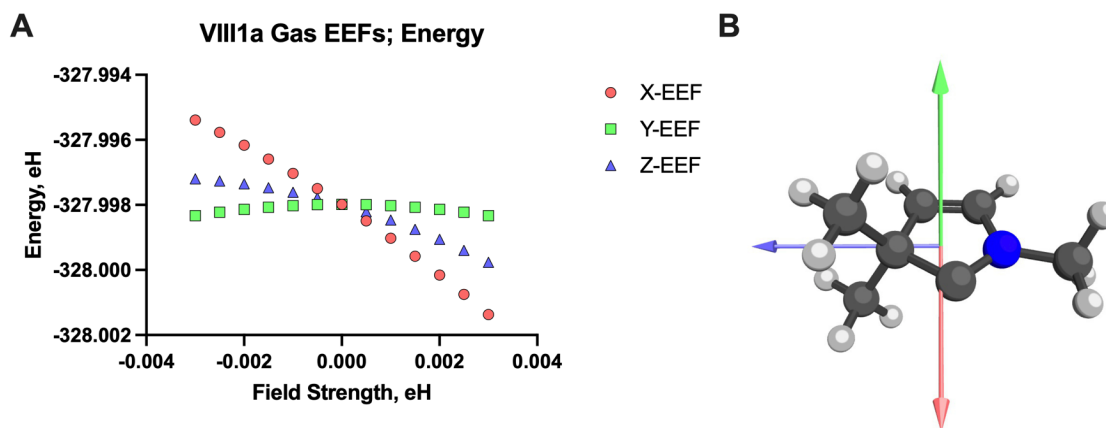 A
VIII1a Gas EEFs; Energy
B
Energy, eH
-327.994
-327.996
-327.998
-328.000
-328.002
-0.004
-0.002
0.000
0.002
0.004
Field Strength, eH
X-EEF
Y-EEF
Z-EEF